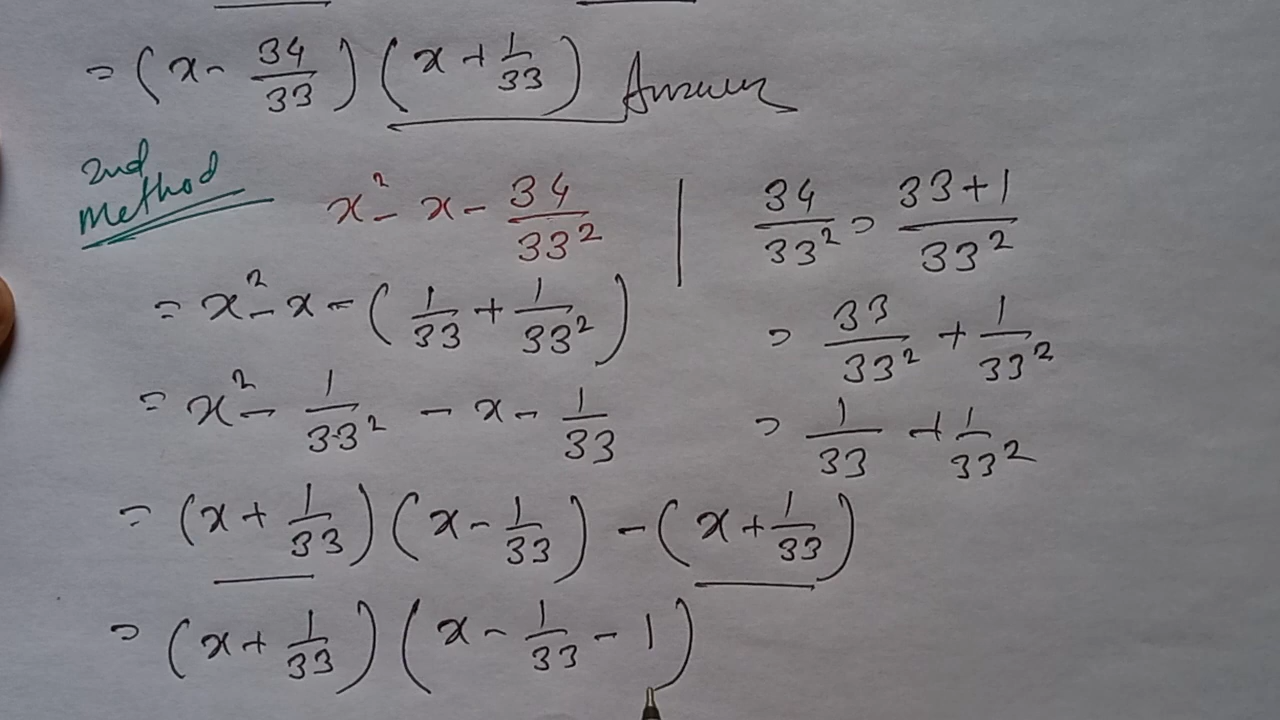 = (x - 34/33) (x + 1/33) Answer
2nd Method
x² - x - 34/33² | 34/33² = 33+1/33²
= x² - x - (1/33 + 1/33²) = 33/33² + 1/33²
= x² - 1/33² - x - 1/33 = 1/33 + 1/33²
= (x + 1/33) (x - 1/33) - (x + 1/33)
= (x + 1/33) (x - 1/33 - 1)